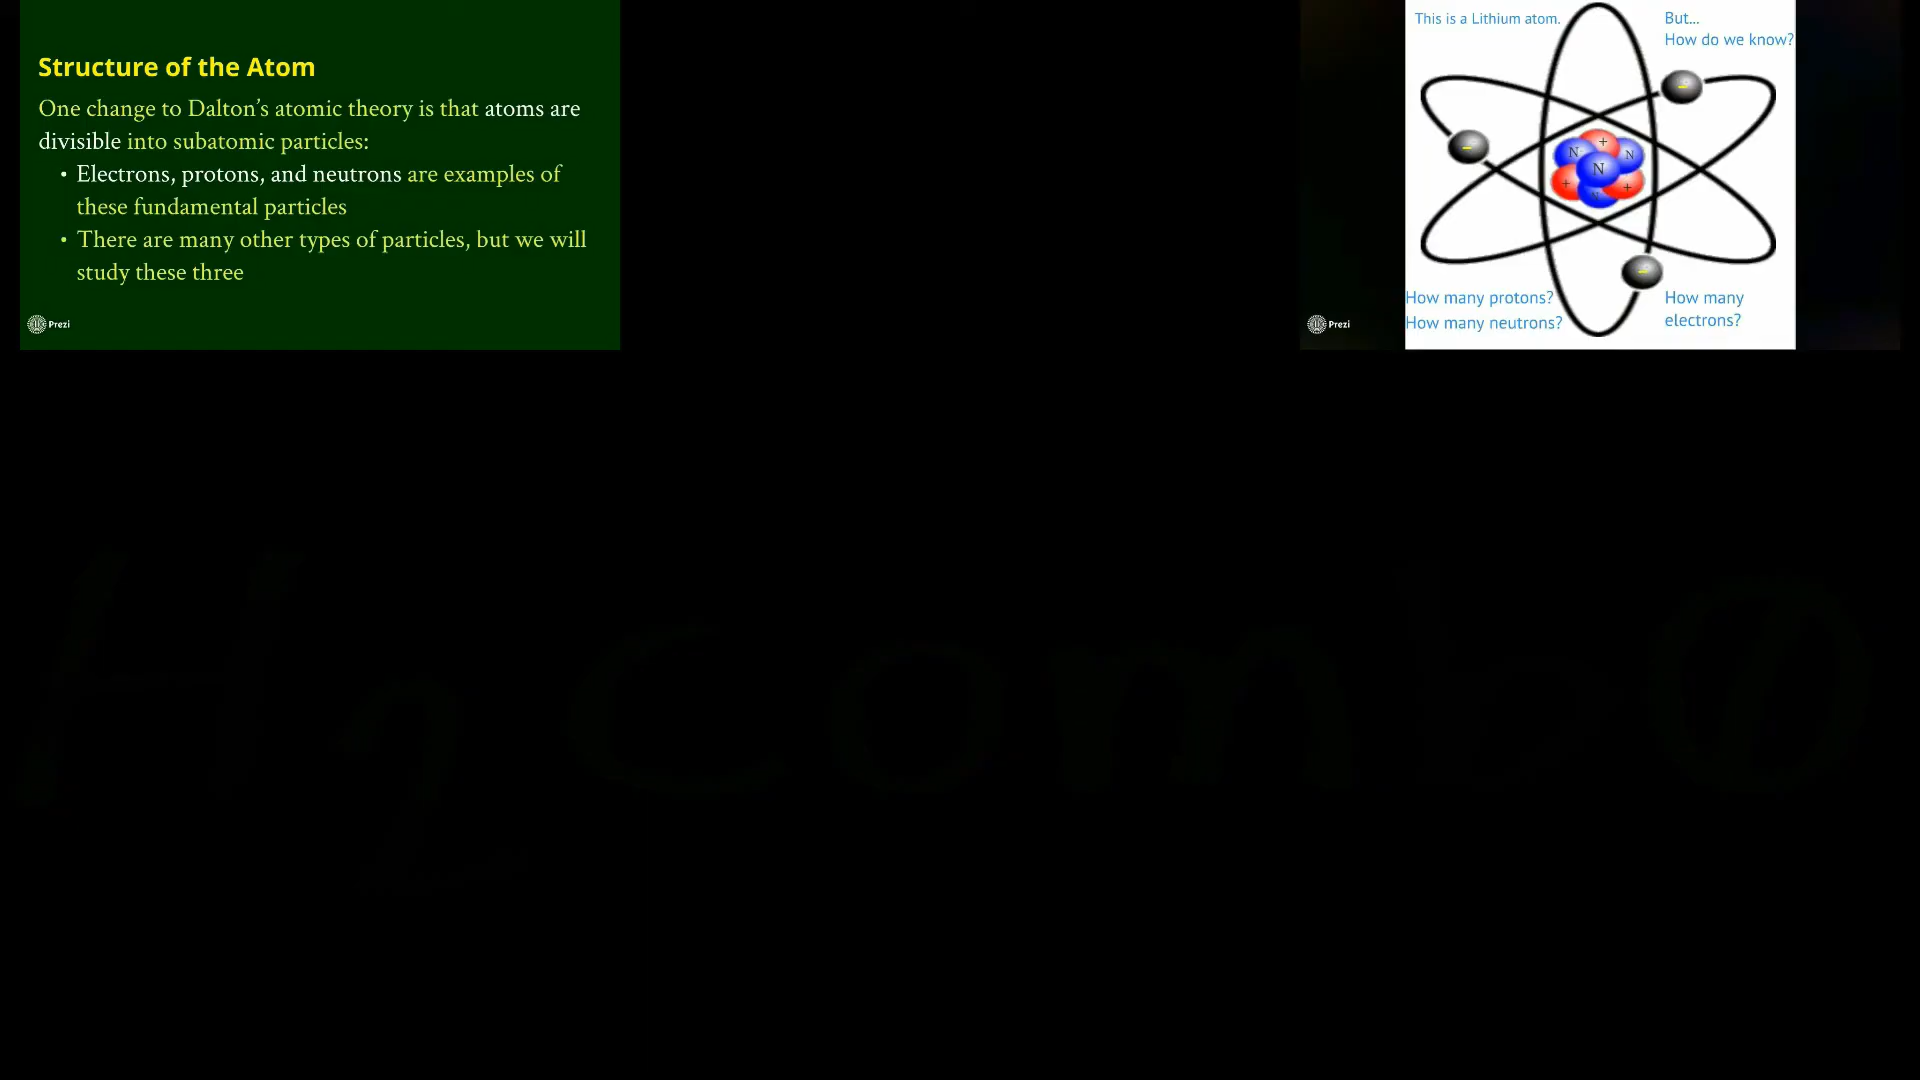 Structure of the Atom
One change to Dalton’s atomic theory is that atoms are
divisible into subatomic particles:
• Electrons, protons, and neutrons are examples of
these fundamental particles
• There are many other types of particles, but we will
study these three
Prezi
This is a Lithium atom.
But...
How do we know?
-
-
+
N
N
N
+
+
N
-
How many protons?
How many neutrons?
How many
electrons?
Prezi